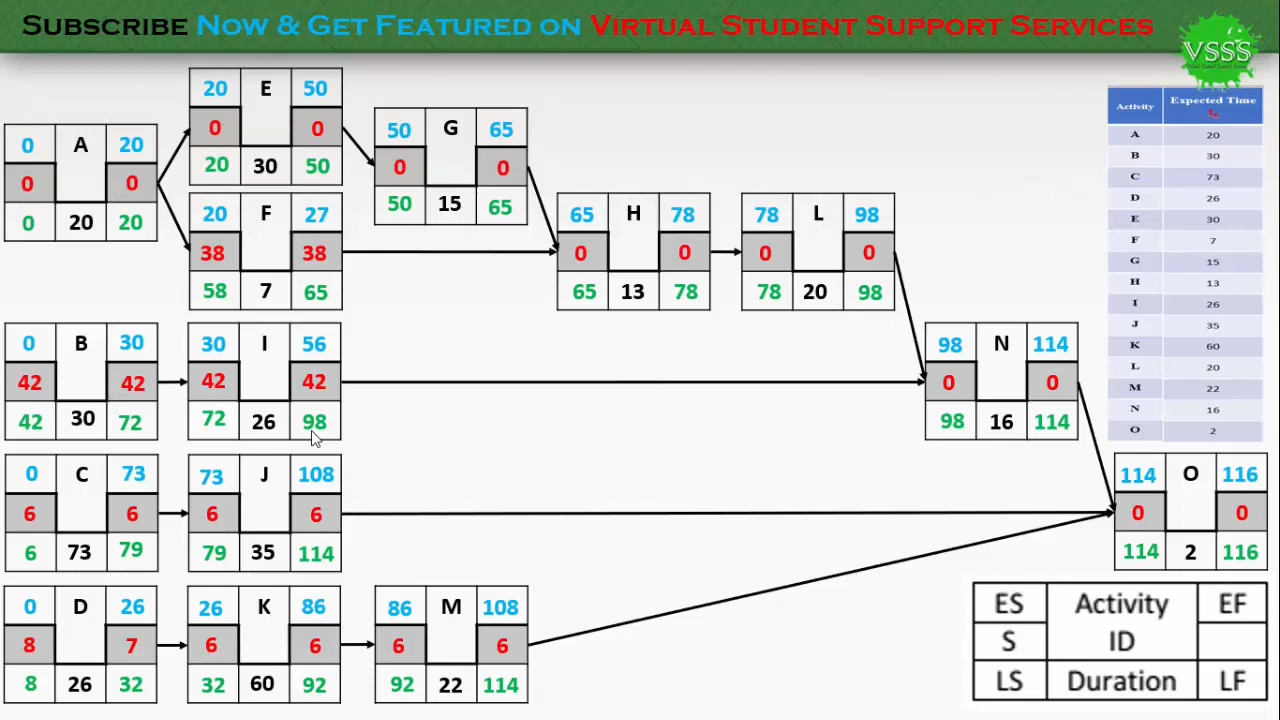 Subscribe Now & Get Featured on Virtual Student Support Services
VSSS
20 E 50
0 0
20 30 50
0 A 20
0 0
0 20 20
50 G 65
0 0
50 15 65
20 F 27
38 38
58 7 65
65 H 78
0 0
65 13 78
78 L 98
0 0
78 20 98
0 B 30
42 42
42 30 72
30 I 56
42 42
72 26 98
98 N 114
0 0
98 16 114
0 C 73
6 6
6 73 79
73 J 108
6 6
79 35 114
114 O 116
0 0
114 2 116
0 D 26
8 7
8 26 32
26 K 86
6 6
32 60 92
86 M 108
6 6
92 22 114
Activity Expected Time
A 20
B 30
C 73
D 26
E 30
F 7
G 15
H 13
I 26
J 35
K 60
L 20
M 22
N 16
O 2
ES Activity EF
S ID
LS Duration LF